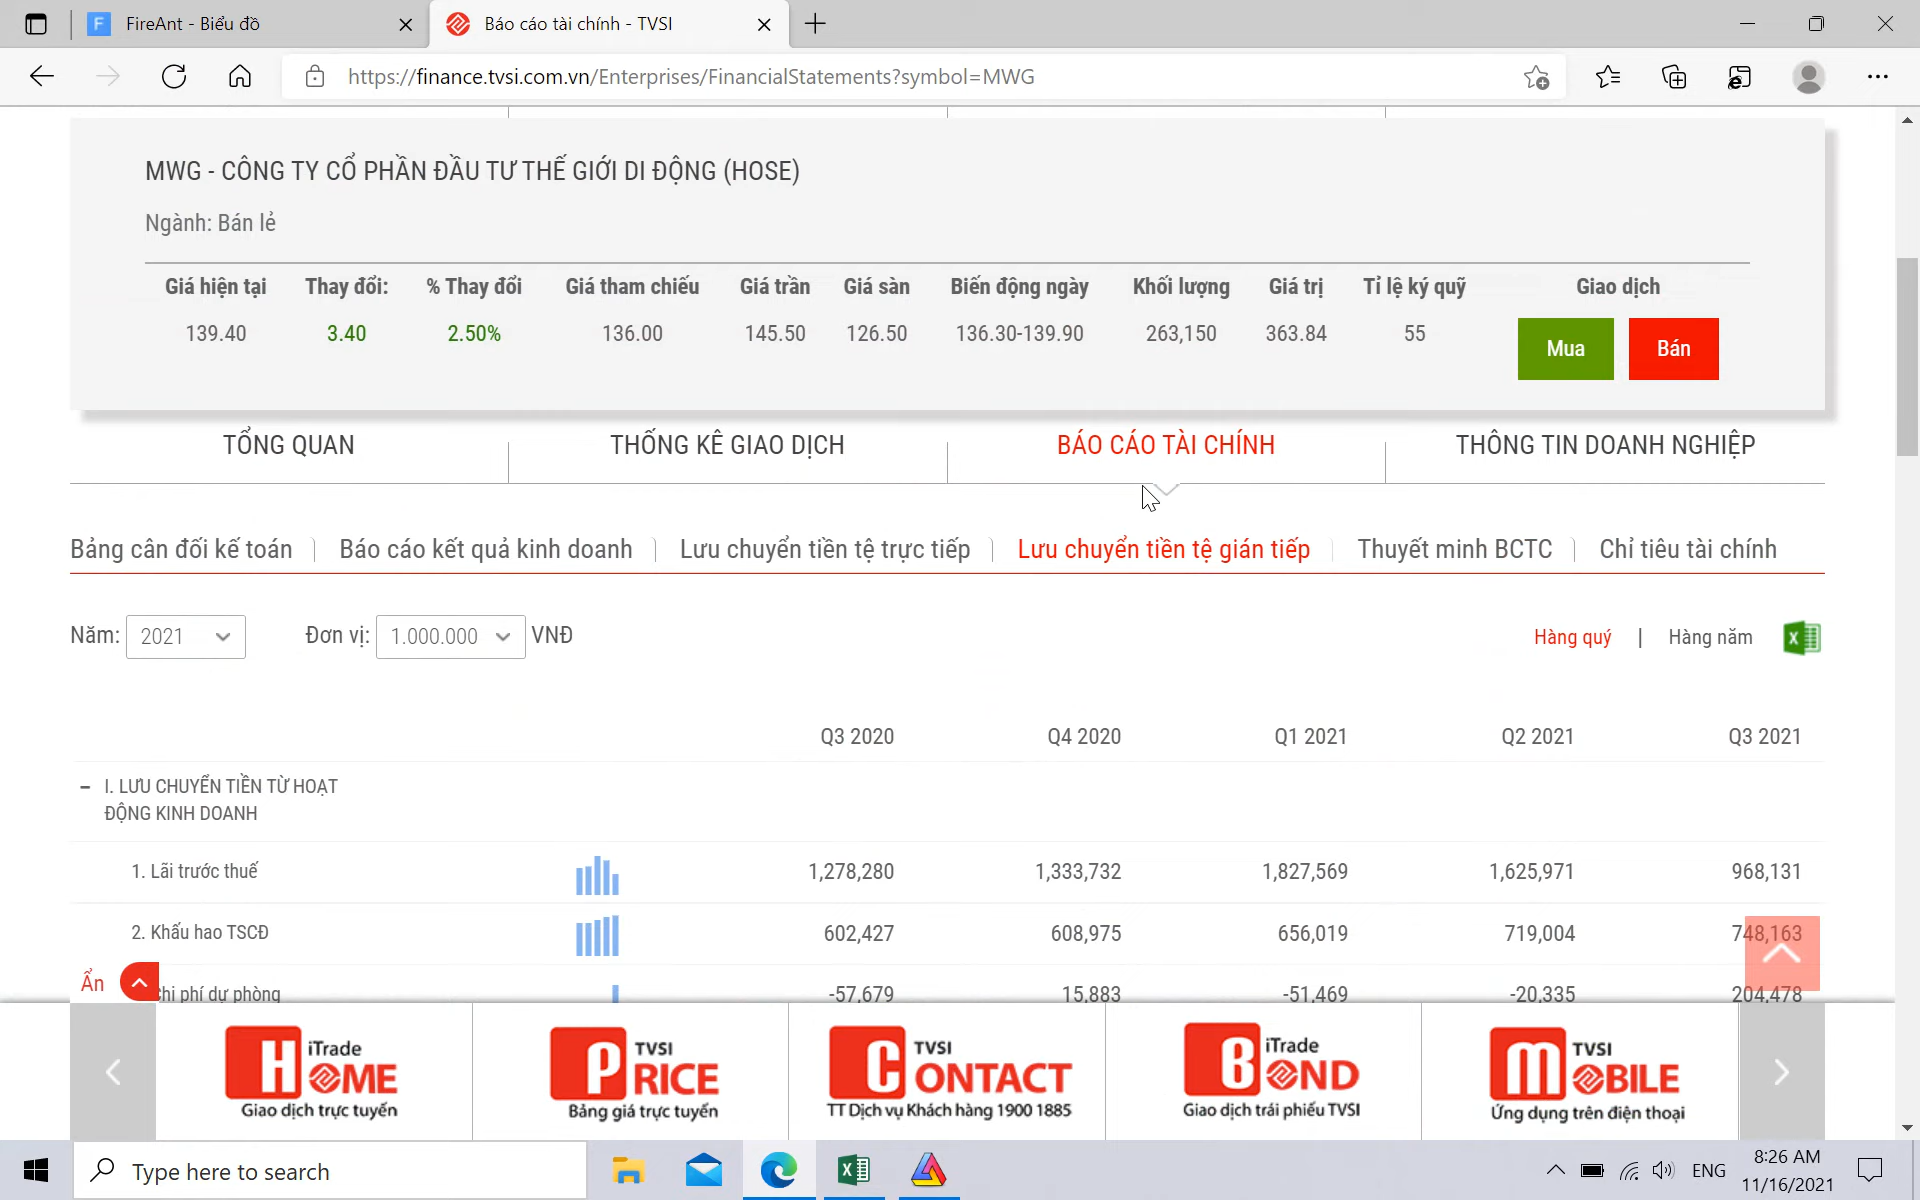 FireAnt - Biểu đồ
Báo cáo tài chính - TVSI
https://finance.tvsi.com.vn/Enterprises/FinancialStatements?symbol=MWG
MWG - CÔNG TY CỔ PHẦN ĐẦU TƯ THẾ GIỚI DI ĐỘNG (HOSE)
Ngành: Bán lẻ
Giá hiện tại Thay đổi: % Thay đổi Giá tham chiếu Giá trần Giá sàn Biến động ngày Khối lượng Giá trị Tỉ lệ ký quỹ Giao dịch
139.40 3.40 2.50% 136.00 145.50 126.50 136.30-139.90 263,150 363.84 55
Mua Bán
TỔNG QUAN THỐNG KÊ GIAO DỊCH BÁO CÁO TÀI CHÍNH THÔNG TIN DOANH NGHIỆP
Bảng cân đối kế toán Báo cáo kết quả kinh doanh Lưu chuyển tiền tệ trực tiếp Lưu chuyển tiền tệ gián tiếp Thuyết minh BCTC Chỉ tiêu tài chính
Năm: 2021 Đơn vị: 1.000.000 VNĐ Hàng quý | Hàng năm
Q3 2020 Q4 2020 Q1 2021 Q2 2021 Q3 2021
– I. LƯU CHUYỂN TIỀN TỪ HOẠT
ĐỘNG KINH DOANH
1. Lãi trước thuế 1,278,280 1,333,732 1,827,569 1,625,971 968,131
2. Khấu hao TSCĐ 602,427 608,975 656,019 719,004 748,163
Ẩn
hi phí dự phòng -57,679 15,883 -51,469 -20,335 204,478
iTrade
HOME
Giao dịch trực tuyến
TVSI
PRICE
Bảng giá trực tuyến
TVSI
CONTACT
TT Dịch vụ Khách hàng 1900 1885
iTrade
BOND
Giao dịch trái phiếu TVSI
TVSI
MOBILE
Ứng dụng trên điện thoại
Type here to search
ENG
8:26 AM
11/16/2021